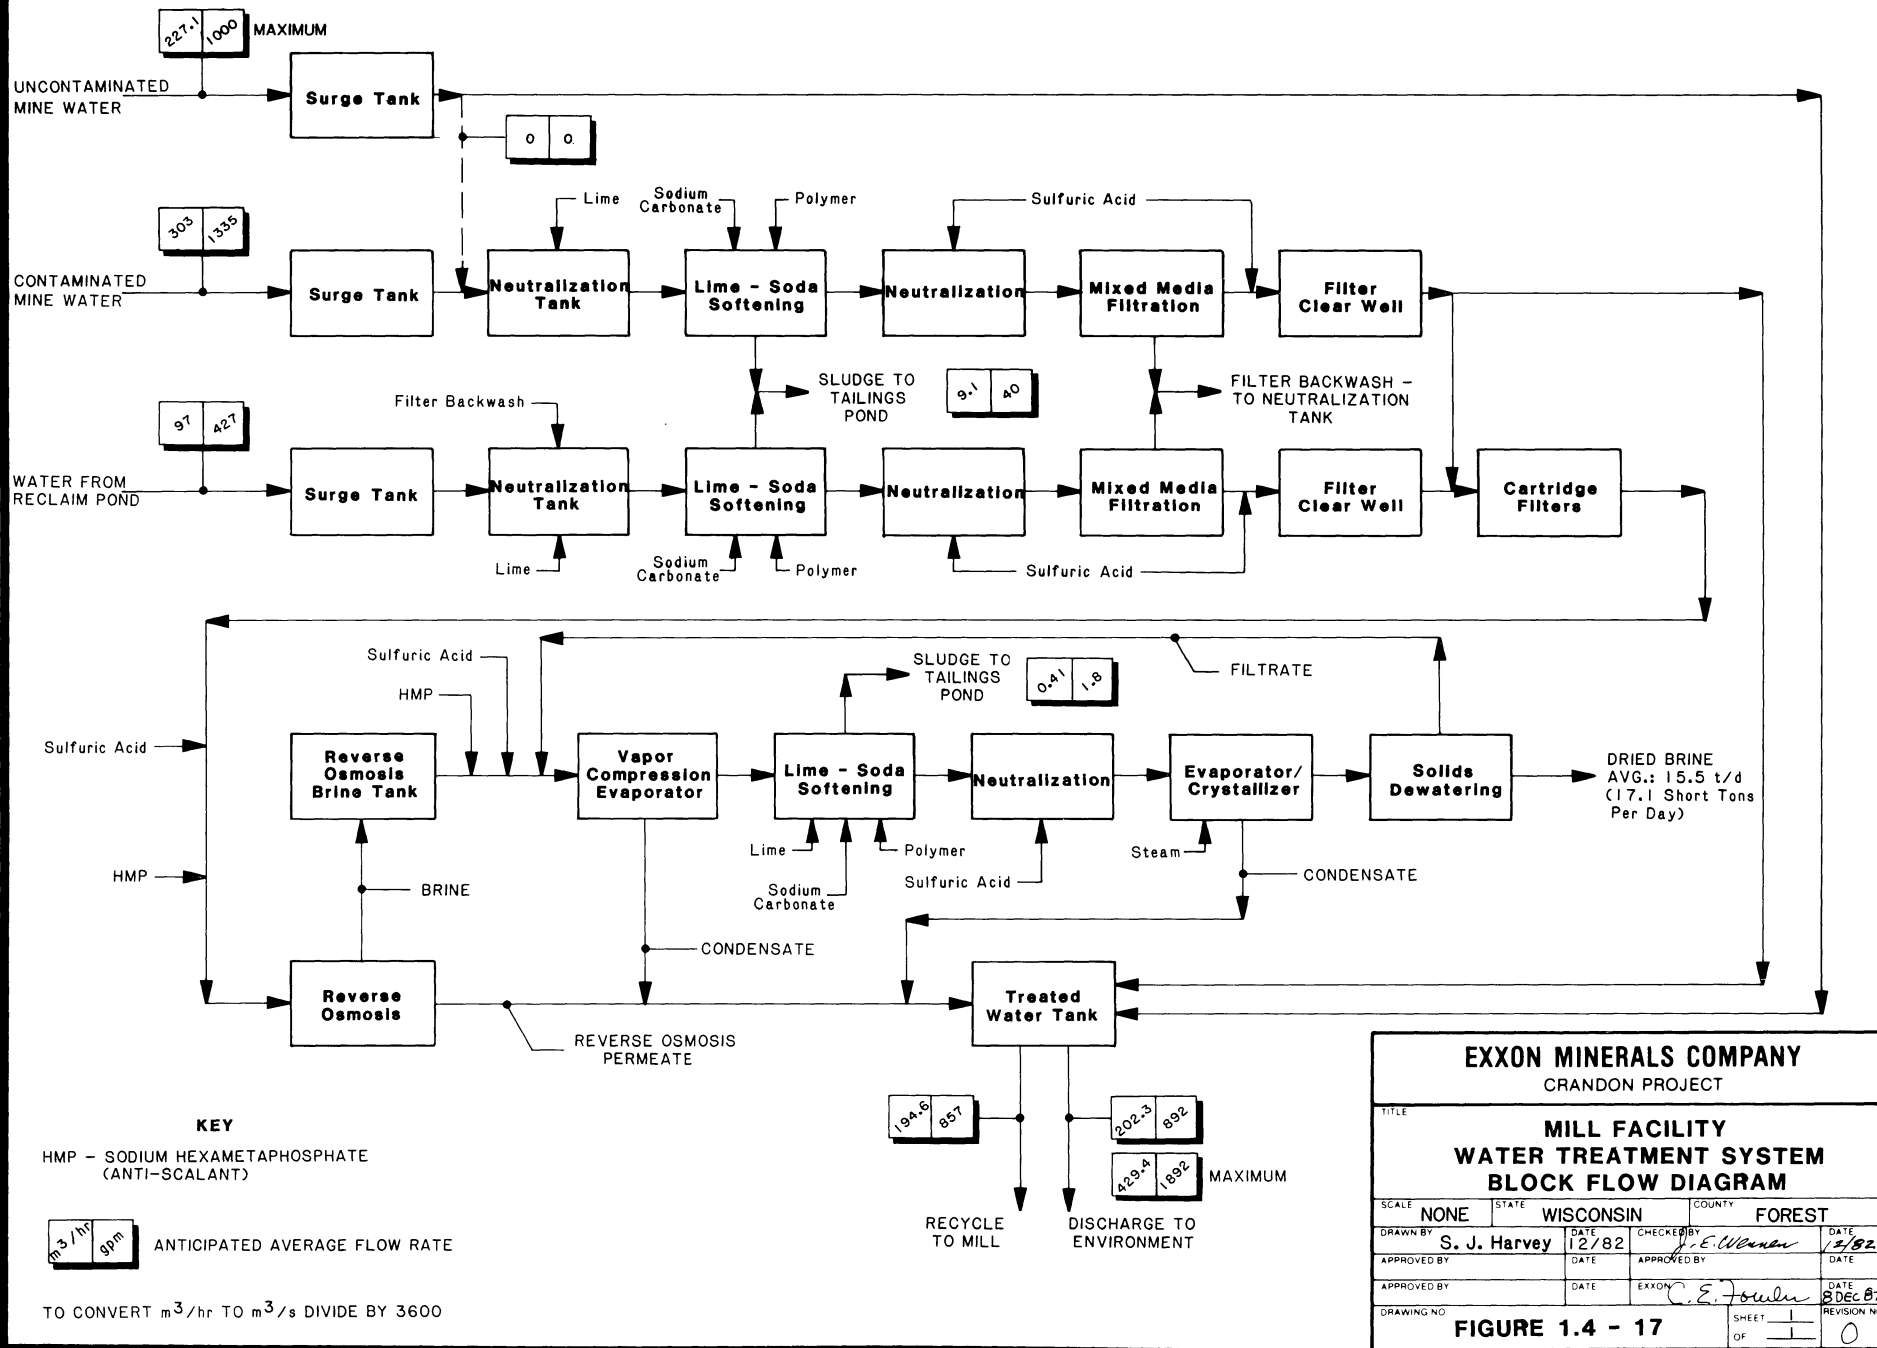 227.1 1000 MAXIMUM
UNCONTAMINATED
MINE WATER
Surge Tank
0 0
Lime
Sodium
Carbonate
Polymer
Sulfuric Acid
303 1335
CONTAMINATED
MINE WATER
Surge Tank
Neutralization
Tank
Lime - Soda
Softening
Neutralization
Mixed Media
Filtration
Filter
Clear Well
SLUDGE TO
TAILINGS
POND
9.1 40
FILTER BACKWASH -
TO NEUTRALIZATION
TANK
Filter Backwash
97 427
WATER FROM
RECLAIM POND
Surge Tank
Neutralization
Tank
Lime - Soda
Softening
Neutralization
Mixed Media
Filtration
Filter
Clear Well
Cartridge
Filters
Lime
Sodium
Carbonate
Polymer
Sulfuric Acid
Sulfuric Acid
HMP
SLUDGE TO
TAILINGS
POND
0.41 1.8
FILTRATE
Sulfuric Acid
Reverse
Osmosis
Brine Tank
Vapor
Compression
Evaporator
Lime - Soda
Softening
Neutralization
Evaporator/
Crystallizer
Solids
Dewatering
DRIED BRINE
AVG.: 15.5 t/d
(17.1 Short Tons
Per Day)
Lime
Sodium
Carbonate
Polymer
Sulfuric Acid
Steam
HMP
BRINE
CONDENSATE
CONDENSATE
Reverse
Osmosis
REVERSE OSMOSIS
PERMEATE
Treated
Water Tank
194.6 857
202.3 892
429.4 1892 MAXIMUM
RECYCLE
TO MILL
DISCHARGE TO
ENVIRONMENT
KEY
HMP - SODIUM HEXAMETAPHOSPHATE
(ANTI-SCALANT)
m3/hr gpm ANTICIPATED AVERAGE FLOW RATE
TO CONVERT m3/hr TO m3/s DIVIDE BY 3600
EXXON MINERALS COMPANY
CRANDON PROJECT
TITLE
MILL FACILITY
WATER TREATMENT SYSTEM
BLOCK FLOW DIAGRAM
SCALE NONE STATE WISCONSIN COUNTY FOREST
DRAWN BY S. J. Harvey DATE 12/82 CHECKED BY DATE 12/82
APPROVED BY DATE APPROVED BY DATE
APPROVED BY DATE EXXON C. E. Fowler DATE 8 DEC
DRAWING NO FIGURE 1.4 - 17 SHEET 1 OF 1 REVISION 0